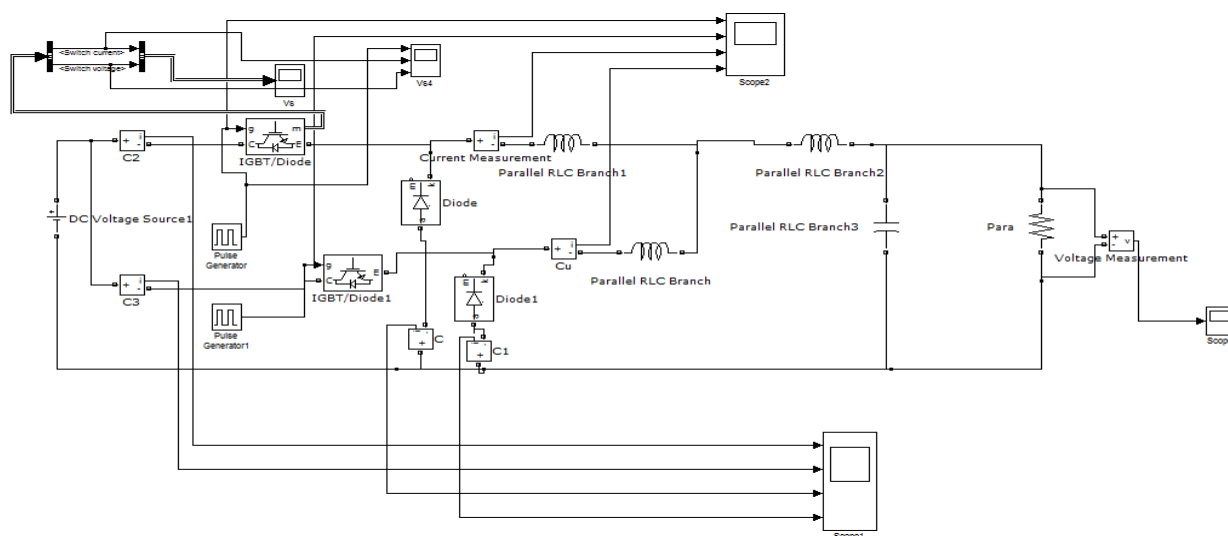 <Switch current>
<Switch voltage>
Vs
Vs4
Scope2
g
m
C
E
IGBT/Diode
+
-
i
C2
+
-
i
Current Measurement
Parallel RLC Branch1
Parallel RLC Branch2
DC Voltage Source1
m
k
a
Diode
Parallel RLC Branch3
Para
+
-
v
Voltage Measurement
Pulse
Generator
g
C
E
IGBT/Diode1
+
-
i
Cu
Parallel RLC Branch
+
-
i
C3
m
k
a
Diode1
Pulse
Generator1
C
C1
Scop
Scope1